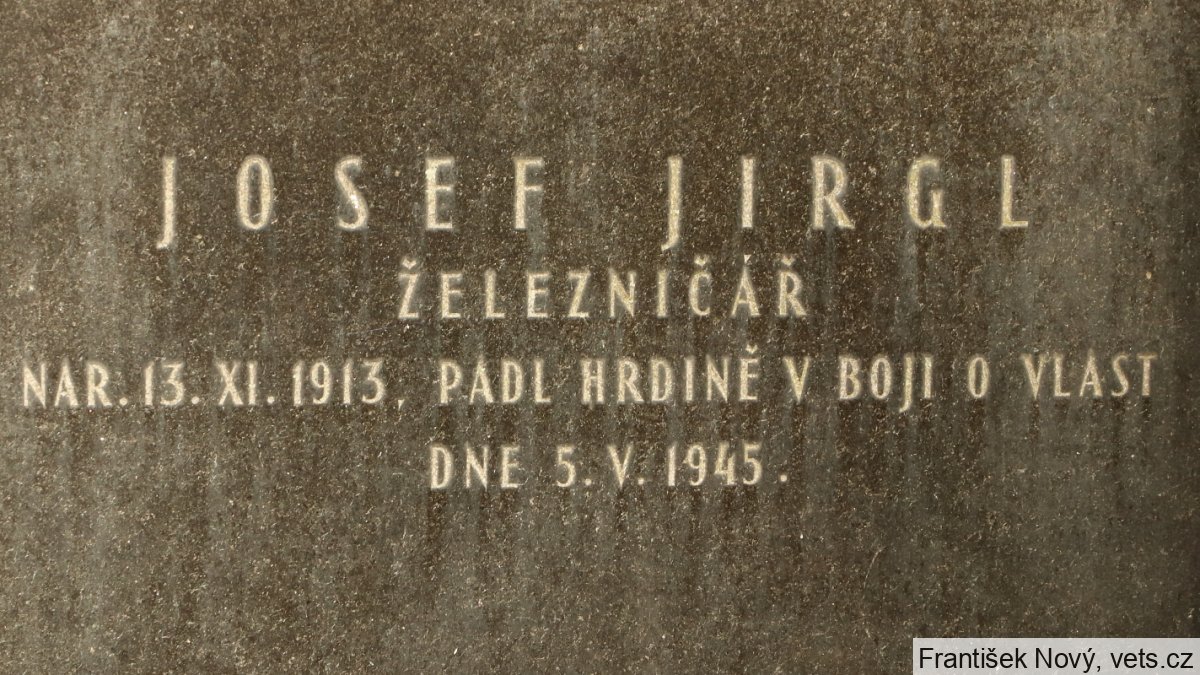 JOSEF JIRGL
ŽELEZNIČÁŘ
NAR. 13. XI. 1913, PADL HRDINĚ V BOJI O VLAST
DNE 5. V. 1945.
František Nový, vets.cz